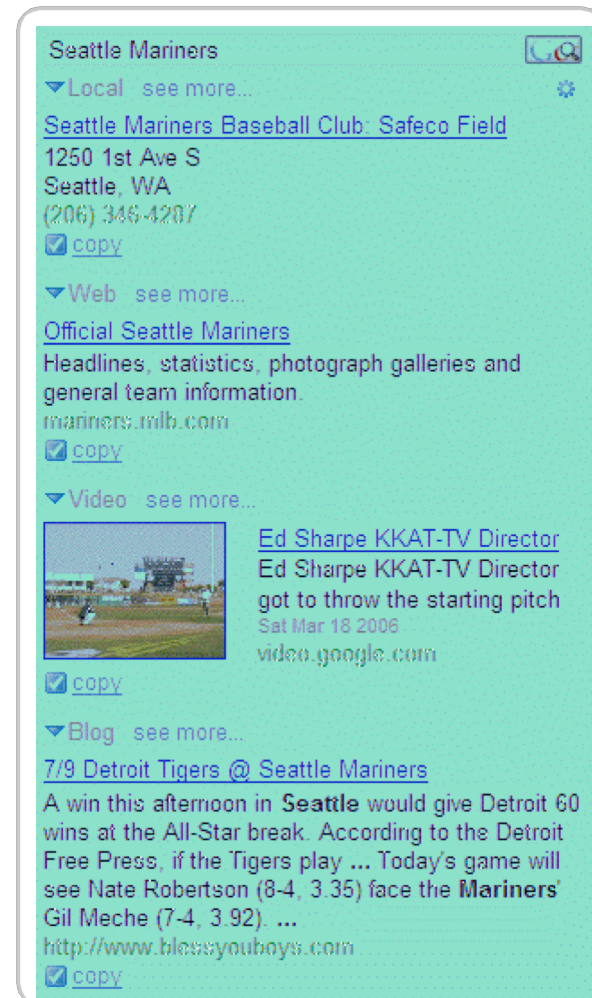 Seattle Mariners
Local see more...
Seattle Mariners Baseball Club: Safeco Field
1250 1st Ave S
Seattle, WA
(206) 346-4287
copy
Web see more...
Official Seattle Mariners
Headlines, statistics, photograph galleries and
general team information.
mariners.mlb.com
copy
Video see more...
Ed Sharpe KKAT-TV Director
Ed Sharpe KKAT-TV Director
got to throw the starting pitch
Sat Mar 18 2006
video.google.com
copy
Blog see more...
7/9 Detroit Tigers @ Seattle Mariners
A win this afternoon in Seattle would give Detroit 60
wins at the All-Star break. According to the Detroit
Free Press, if the Tigers play ... Today's game will
see Nate Robertson (8-4, 3.35) face the Mariners'
Gil Meche (7-4, 3.92). ...
http://www.blessyouboys.com
copy